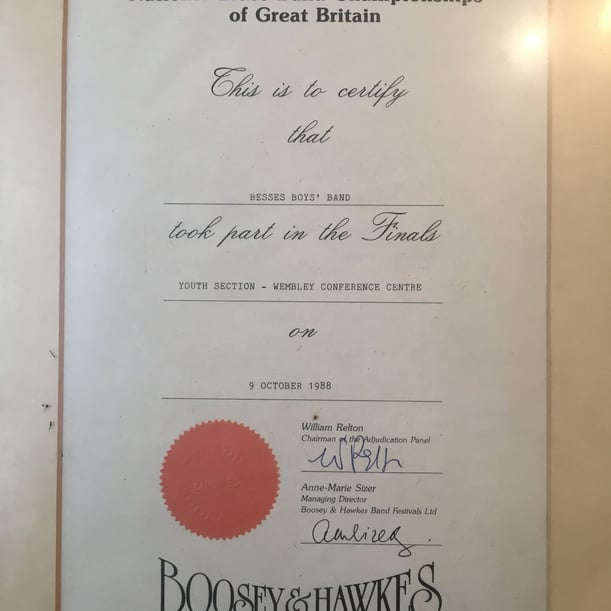 of Great Britain
This is to certify
that
BESSES BOYS' BAND
took part in the Finals
YOUTH SECTION - WEMBLEY CONFERENCE CENTRE
on
9 OCTOBER 1988
William Relton
Chairman of the Adjudication Panel
Anne-Marie Sizer
Managing Director
Boosey & Hawkes Band Festivals Ltd
BOOSEY & HAWKES